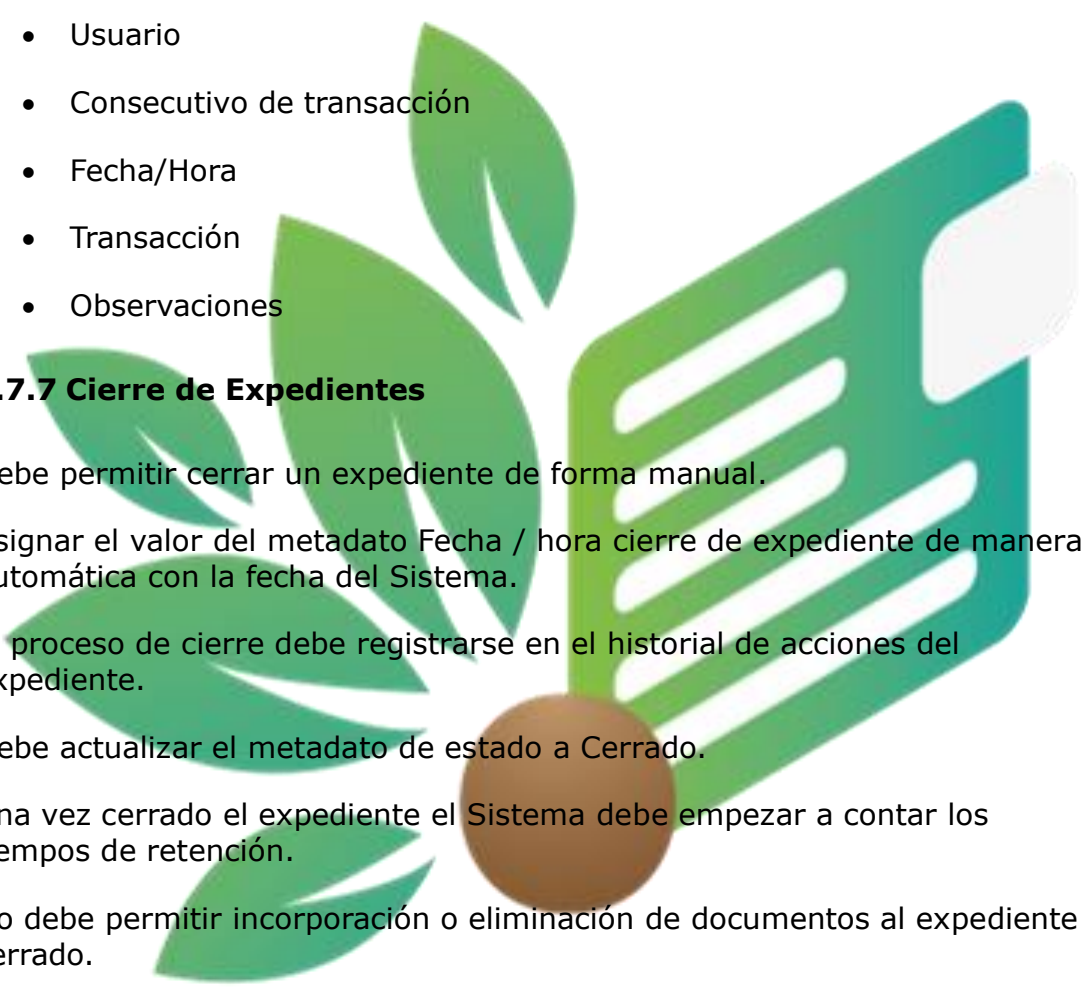 • Usuario
• Consecutivo de transacción
• Fecha/Hora
• Transacción
• Observaciones
.7.7 Cierre de Expedientes
ebe permitir cerrar un expediente de forma manual.
signar el valor del metadato Fecha / hora cierre de expediente de manera
utomática con la fecha del Sistema.
proceso de cierre debe registrarse en el historial de acciones del
xpediente.
ebe actualizar el metadato de estado a Cerrado.
na vez cerrado el expediente el Sistema debe empezar a contar los
empos de retención.
o debe permitir incorporación o eliminación de documentos al expediente
errado.